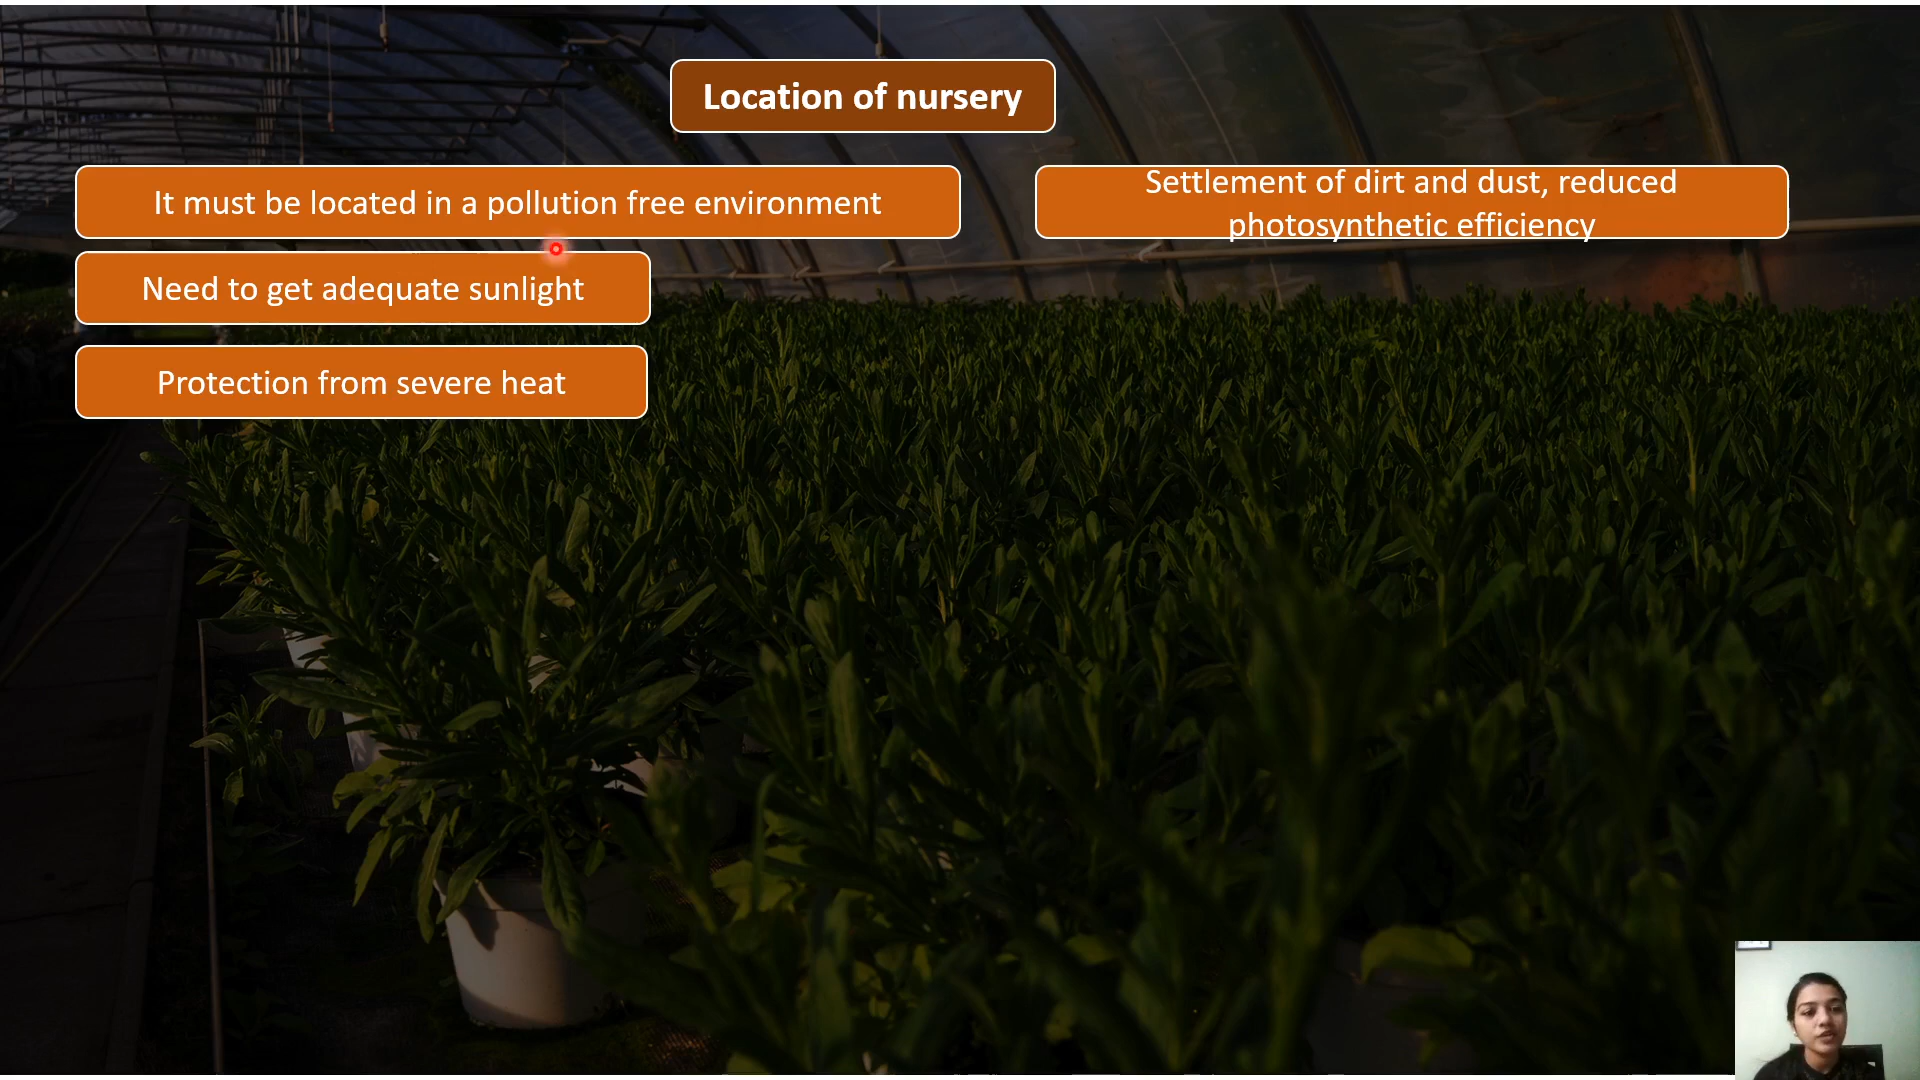 Location of nursery
It must be located in a pollution free environment
Settlement of dirt and dust, reduced
photosynthetic efficiency
Need to get adequate sunlight
Protection from severe heat